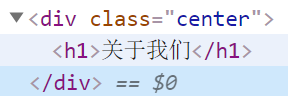 ▼<div class="center">
<h1>关于我们</h1>
</div> == $0